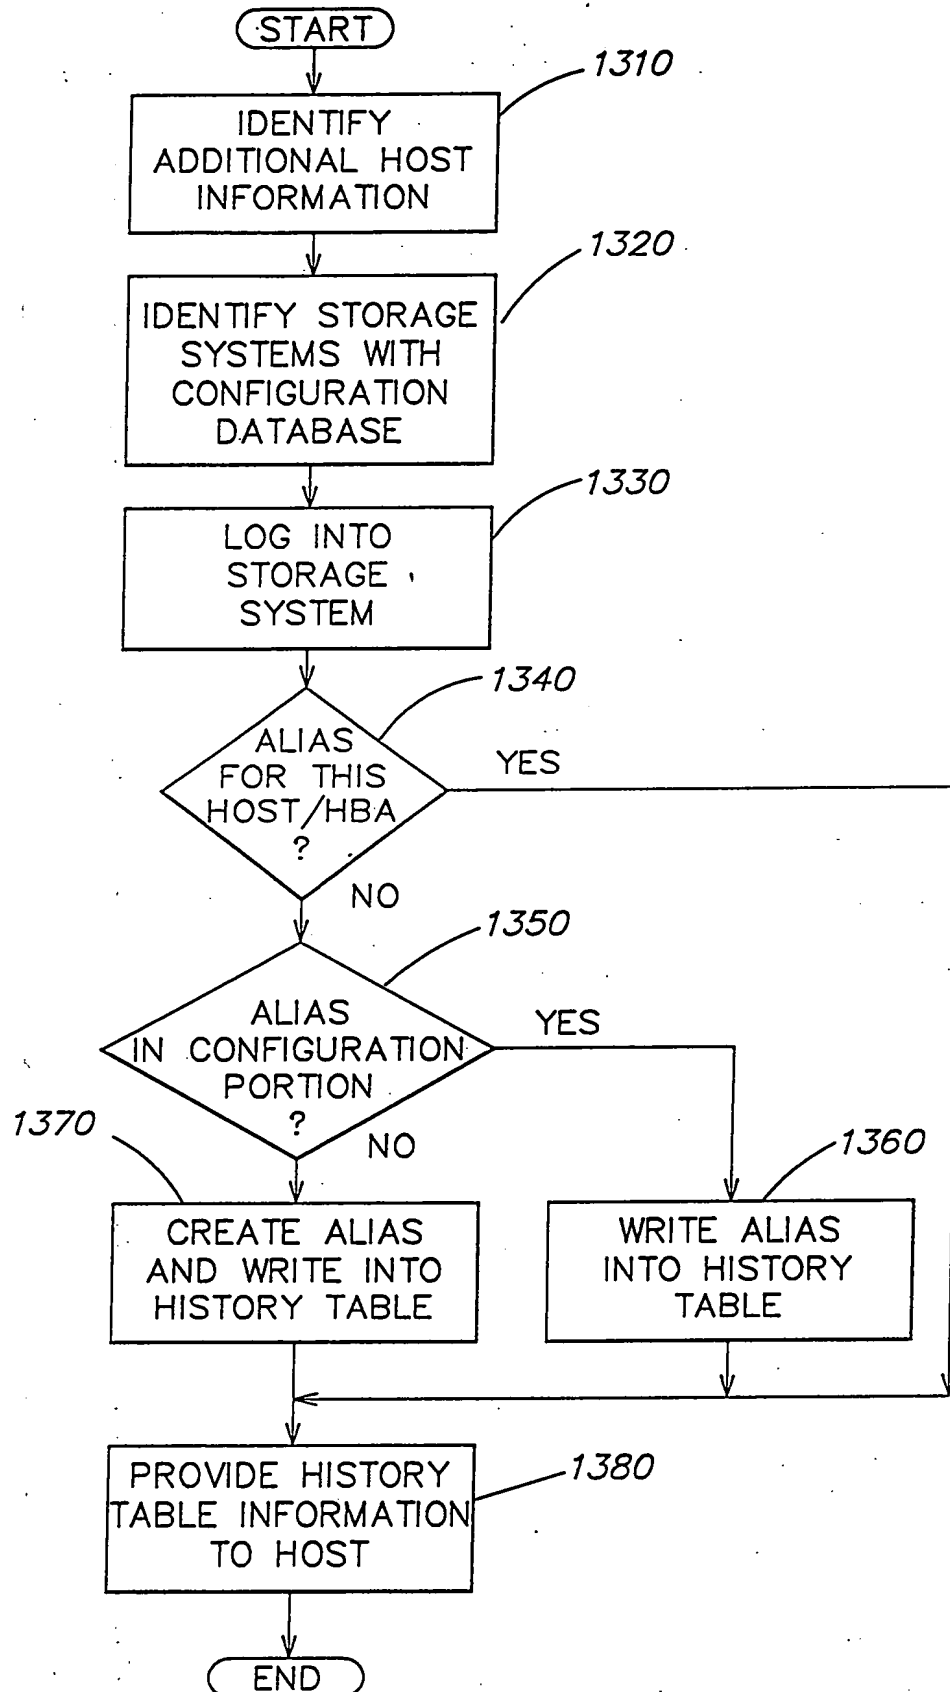 START
1310
IDENTIFY
ADDITIONAL HOST
INFORMATION
1320
IDENTIFY STORAGE
SYSTEMS WITH
CONFIGURATION
DATABASE
1330
LOG INTO
STORAGE
SYSTEM
1340
ALIAS
FOR THIS
HOST/HBA
?
YES
NO
1350
ALIAS
IN CONFIGURATION
PORTION
?
YES
NO
1370
1360
CREATE ALIAS
AND WRITE INTO
HISTORY TABLE
WRITE ALIAS
INTO HISTORY
TABLE
1380
PROVIDE HISTORY
TABLE INFORMATION
TO HOST
END